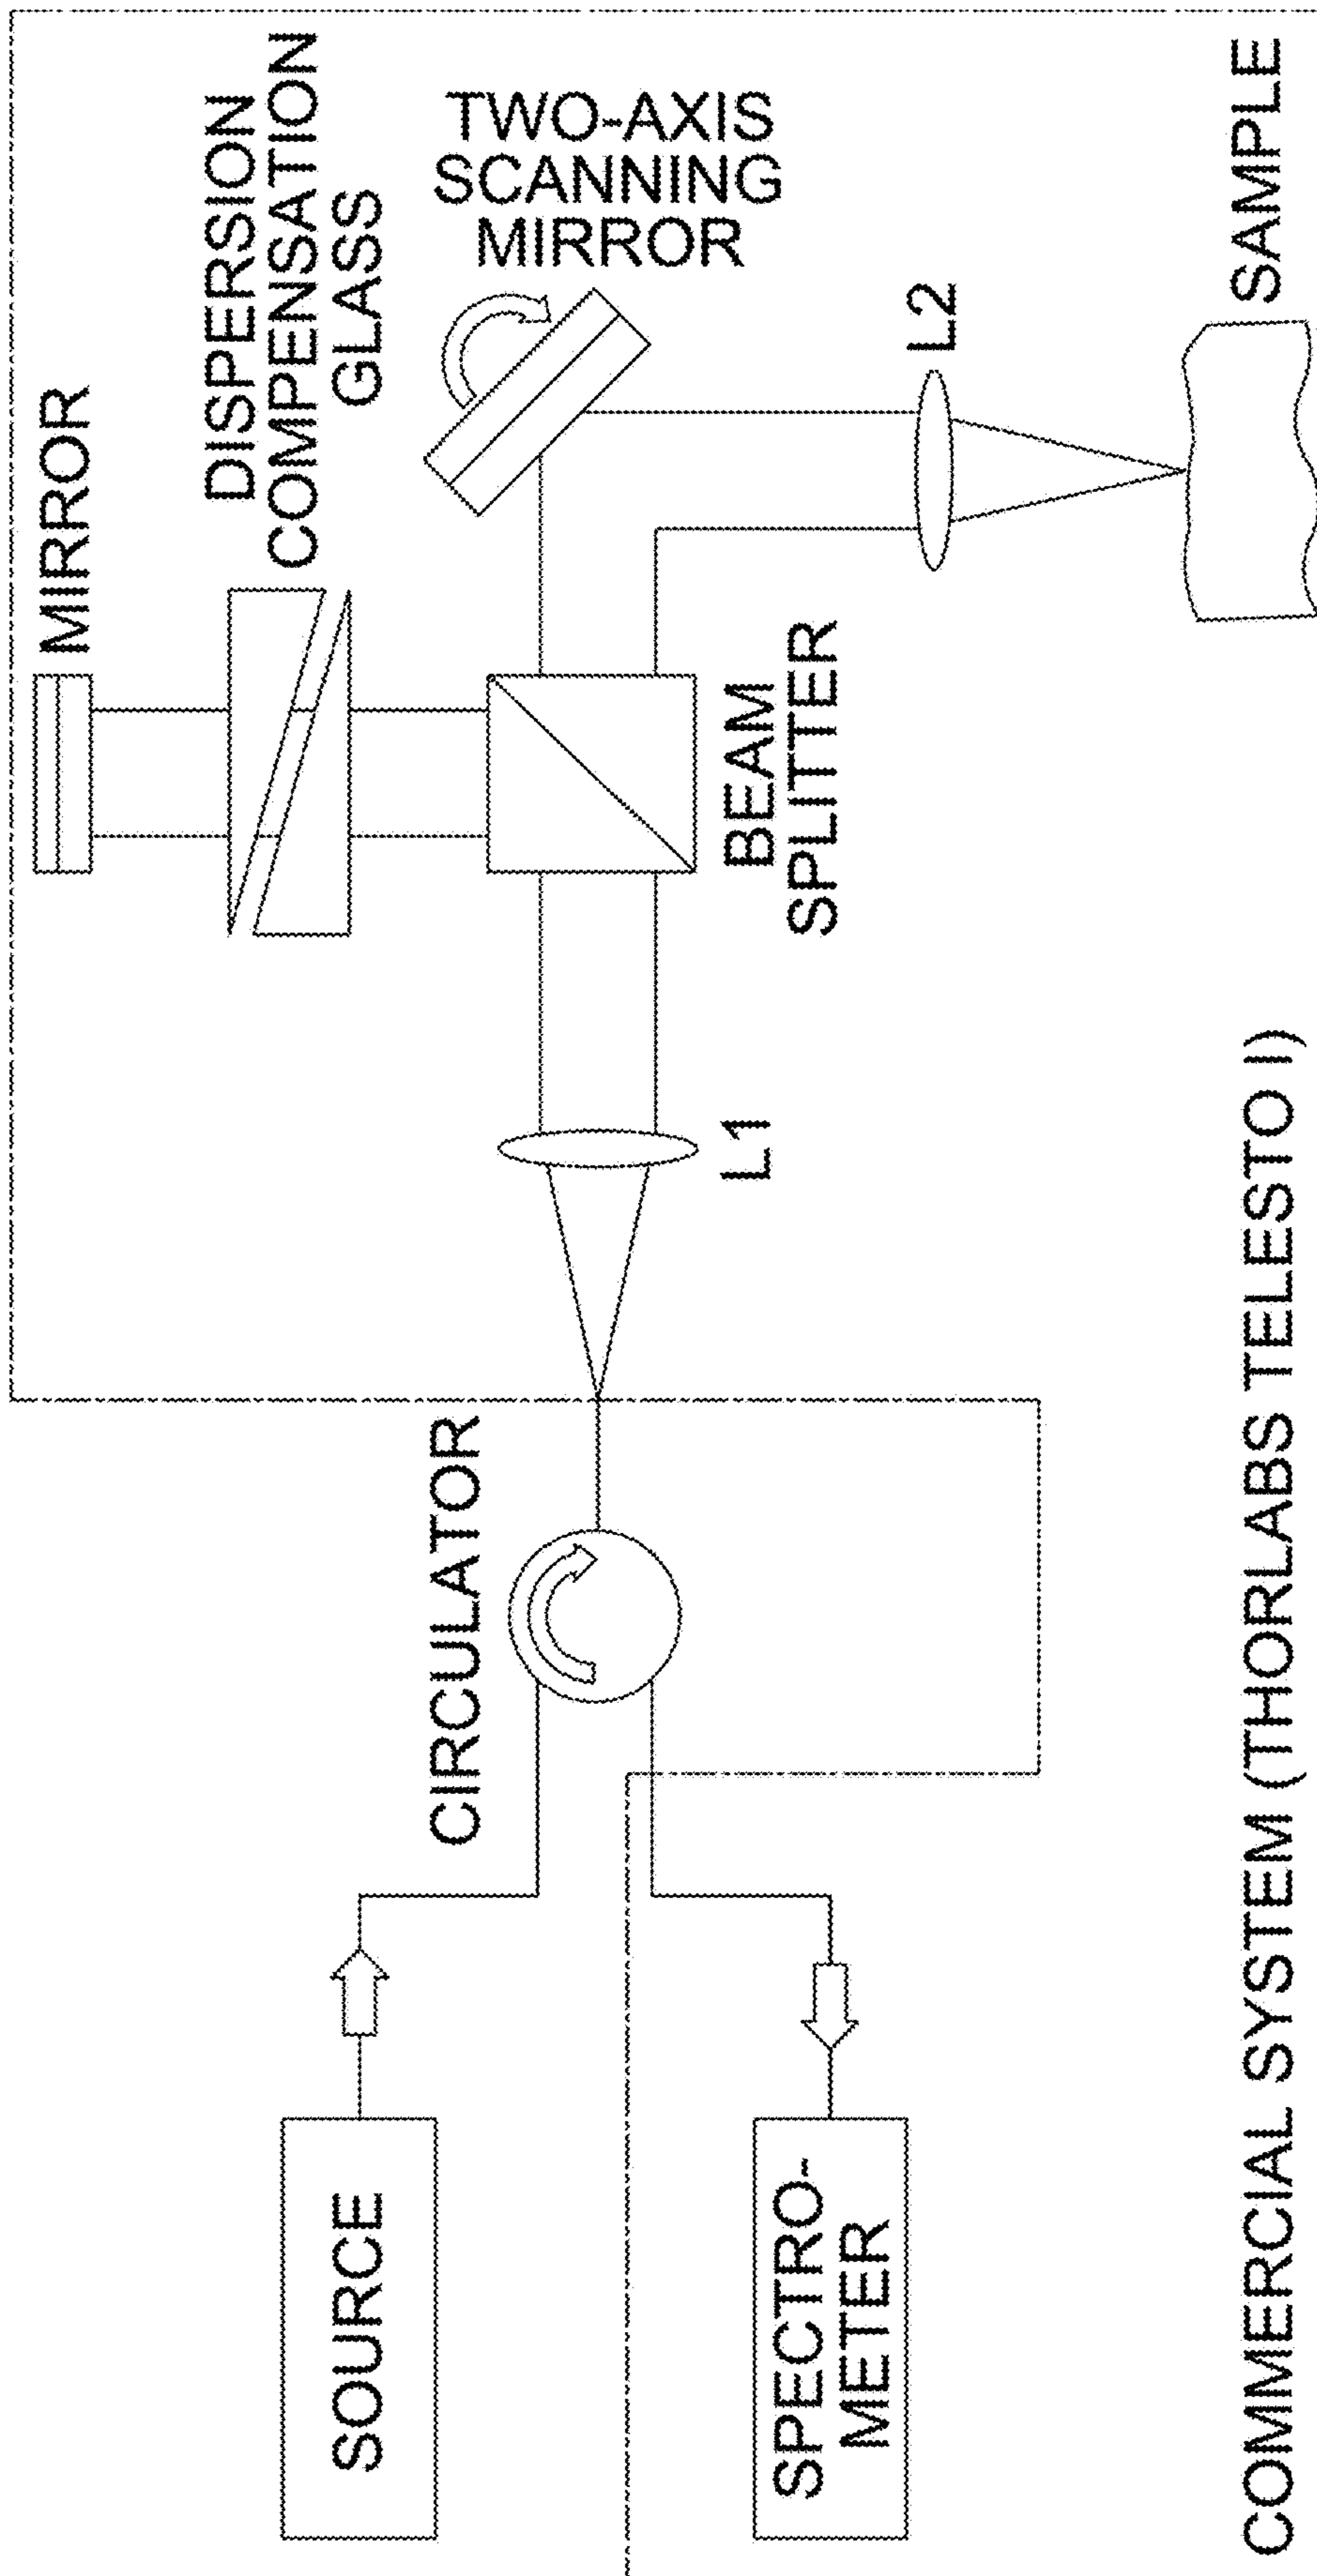 MIRROR
DISPERSION
COMPENSATION
GLASS
TWO-AXIS
SCANNING
MIRROR
CIRCULATOR
SOURCE
L1
BEAM
SPLITTER
L2
SPECTRO-
METER
SAMPLE
COMMERCIAL SYSTEM (THORLABS TELESTO I)